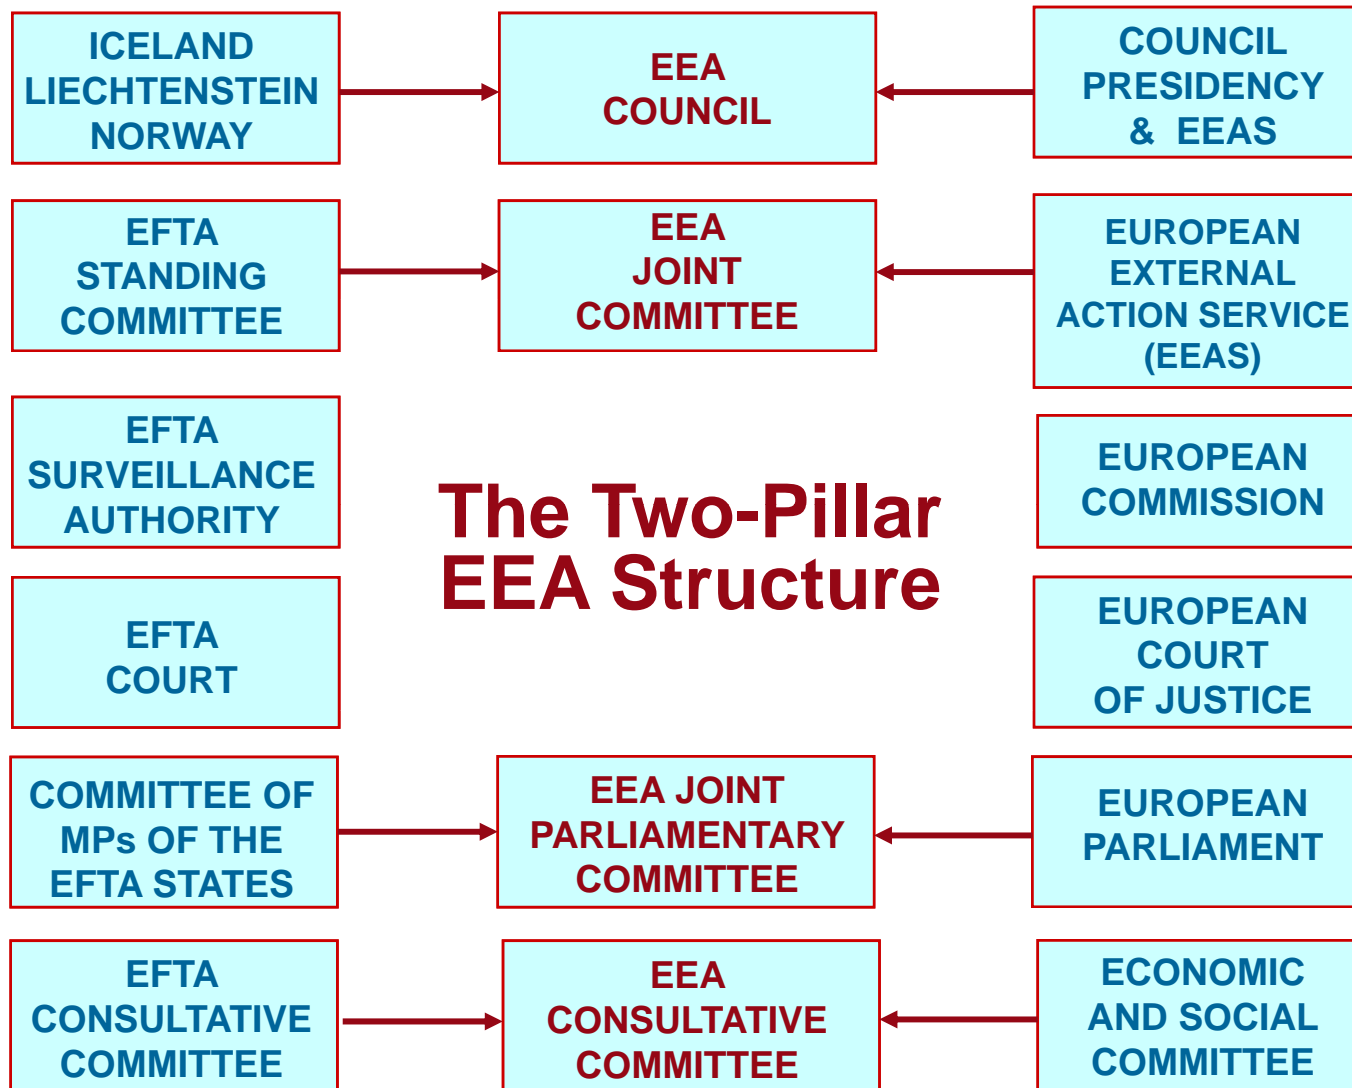 ICELAND
LIECHTENSTEIN
NORWAY
EEA
COUNCIL
COUNCIL
PRESIDENCY
& EEAS
EFTA
STANDING
COMMITTEE
EEA
JOINT
COMMITTEE
EUROPEAN
EXTERNAL
ACTION SERVICE
(EEAS)
EFTA
SURVEILLANCE
AUTHORITY
The Two-Pillar
EEA Structure
EUROPEAN
COMMISSION
EFTA
COURT
EUROPEAN
COURT
OF JUSTICE
COMMITTEE OF
MPs OF THE
EFTA STATES
EEA JOINT
PARLIAMENTARY
COMMITTEE
EUROPEAN
PARLIAMENT
EFTA
CONSULTATIVE
COMMITTEE
EEA
CONSULTATIVE
COMMITTEE
ECONOMIC
AND SOCIAL
COMMITTEE